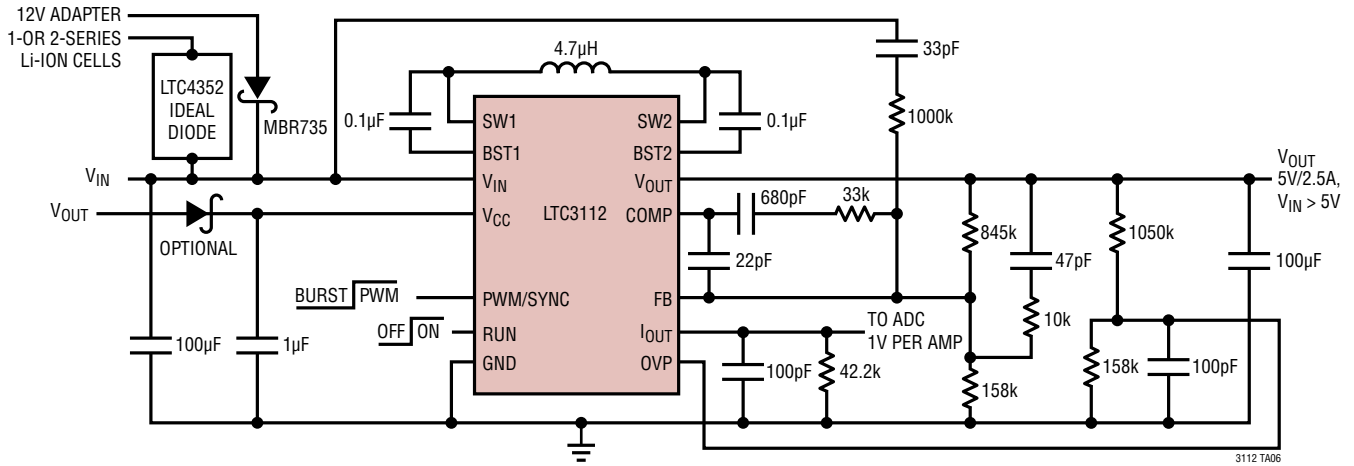 12V ADAPTER
1-OR 2-SERIES
Li-ION CELLS
LTC4352
IDEAL
DIODE
MBR735
4.7µH
0.1µF
0.1µF
33pF
1000k
SW1
SW2
BST1
BST2
VIN
VIN
VOUT
VOUT
5V/2.5A,
VIN > 5V
VOUT
VCC
LTC3112
COMP
680pF
33k
OPTIONAL
22pF
845k
47pF
1050k
100µF
BURST PWM
PWM/SYNC
FB
10k
OFF ON
RUN
IOUT
TO ADC
1V PER AMP
100µF
1µF
GND
OVP
100pF
42.2k
158k
158k
100pF
3112 TA06